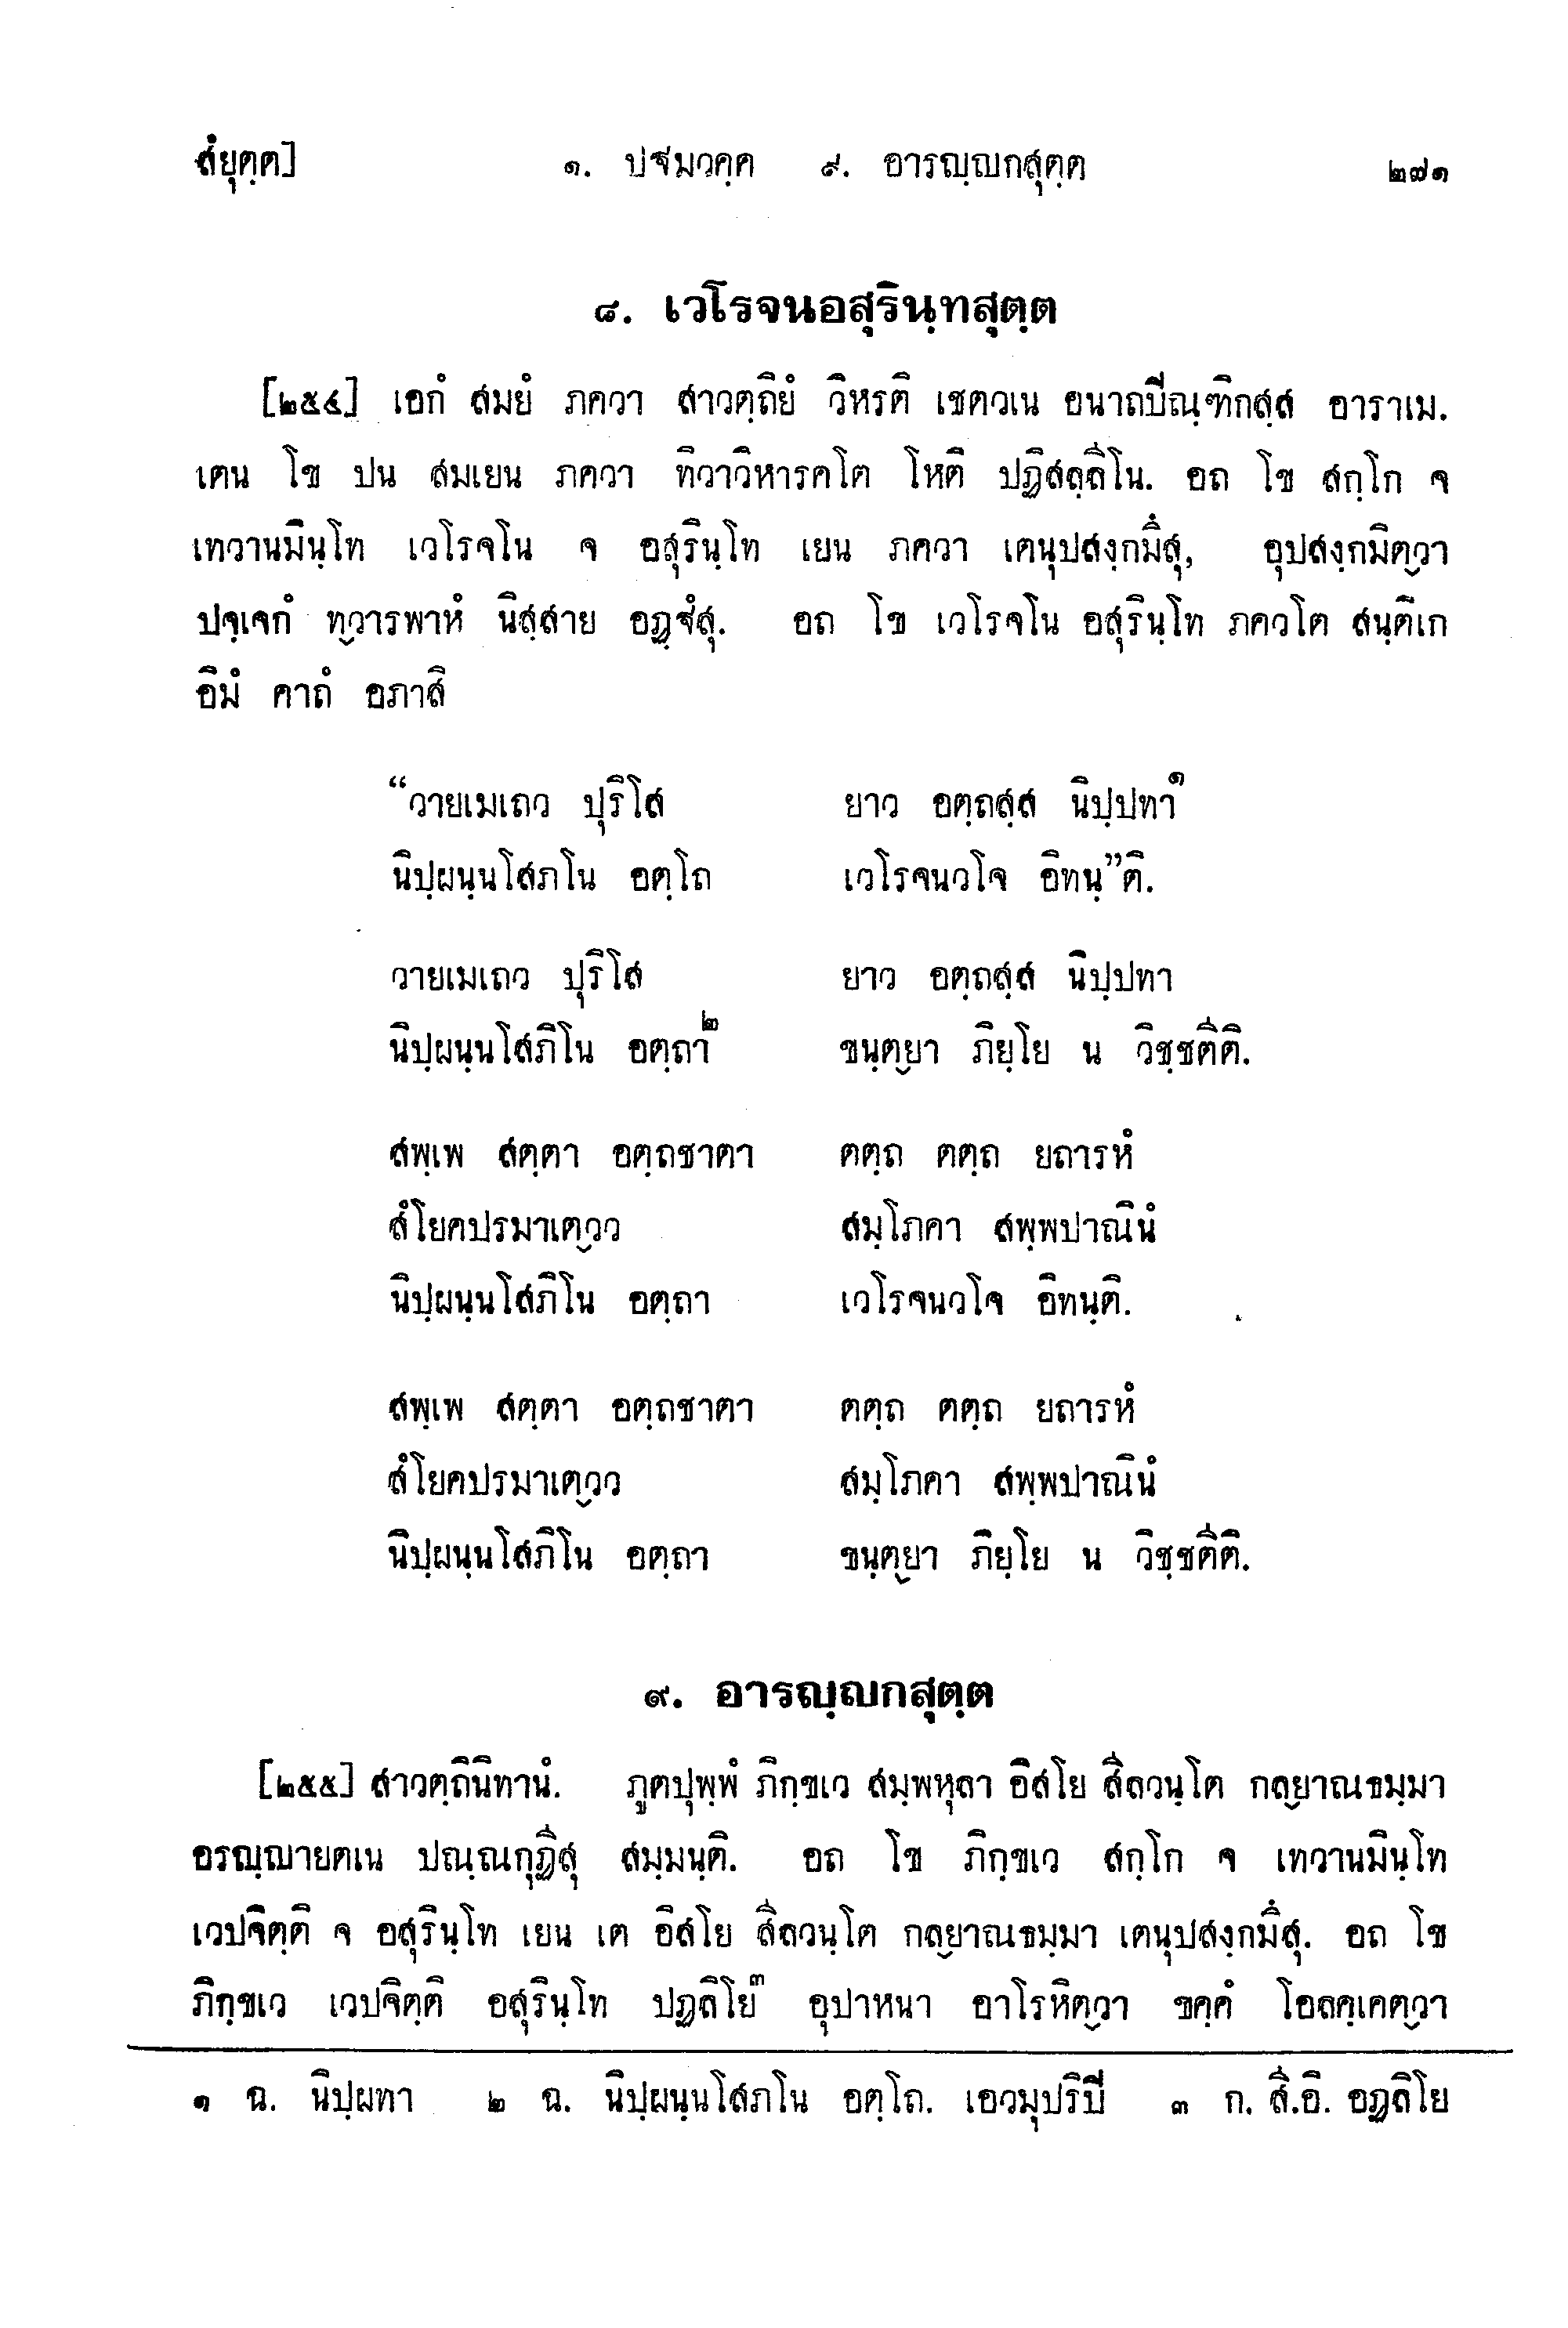 สํยุตฺต]   ๑. ปฐมวคฺค   ๙. อารญฺญกสุตฺต   ๒๗๑
๘. เวโรจนอสุรินฺทสุตฺต
[๒๕๔] เอกํ สมยํ ภควา สาวตฺถิยํ วิหรติ เชตวเน อนาถปิณฺฑิกสฺส อาราเม.
เตน โข ปน สมเยน ภควา ทิวาวิหารคโต โหติ ปฏิสลฺลีโน. อถ โข สกฺโก จ
เทวานมินฺโท เวโรจโน จ อสุรินฺโท เยน ภควา เตนุปสงฺกมึสุ, อุปสงฺกมิตฺวา
ปจฺเจกํ ทฺวารพาหํ นิสฺสาย อฏฺฐํสุ. อถ โข เวโรจโน อสุรินฺโท ภควโต สนฺติเก
อิมํ คาถํ อภาสิ
“วายเมเถว ปุริโส   ยาว อตฺถสฺส นิปฺปทา๑
นิปฺผนฺนโสภโน อตฺโถ   เวโรจนวโจ อิทนฺ”ติ.
วายเมเถว ปุริโส   ยาว อตฺถสฺส นิปฺปทา
นิปฺผนฺนโสภิโน อตฺถา๒   ขนฺตฺยา ภิยฺโย น วิชฺชตีติ.
สพฺเพ สตฺตา อตฺถชาตา   ตตฺถ ตตฺถ ยถารหํ
สํโยคปรมาเตฺวว   สมฺโภคา สพฺพปาณินํ
นิปฺผนฺนโสภิโน อตฺถา   เวโรจนวโจ อิทนฺติ.
สพฺเพ สตฺตา อตฺถชาตา   ตตฺถ ตตฺถ ยถารหํ
สํโยคปรมาเตฺวว   สมฺโภคา สพฺพปาณินํ
นิปฺผนฺนโสภิโน อตฺถา   ขนฺตฺยา ภิยฺโย น วิชฺชตีติ.
๙. อารญฺญกสุตฺต
[๒๕๕] สาวตฺถินิทานํ. ภูตปุพฺพํ ภิกฺขเว สมฺพหุลา อิสโย สีลวนฺโต กลฺยาณธมฺมา
อรญฺญายตเน ปณฺณกุฏีสุ สมฺมนฺติ. อถ โข ภิกฺขเว สกฺโก จ เทวานมินฺโท
เวปจิตฺติ จ อสุรินฺโท เยน เต อิสโย สีลวนฺโต กลฺยาณธมฺมา เตนุปสงฺกมึสุ. อถ โข
ภิกฺขเว เวปจิตฺติ อสุรินฺโท ปฏลิโย๓ อุปาหนา อาโรหิตฺวา ขคฺคํ โอลคฺเคตฺวา
๑ ฉ. นิปฺผทา   ๒ ฉ. นิปฺผนฺนโสภโน อตฺโถ. เอวมุปริปี   ๓ ก. สี.อิ. อฏลิโย